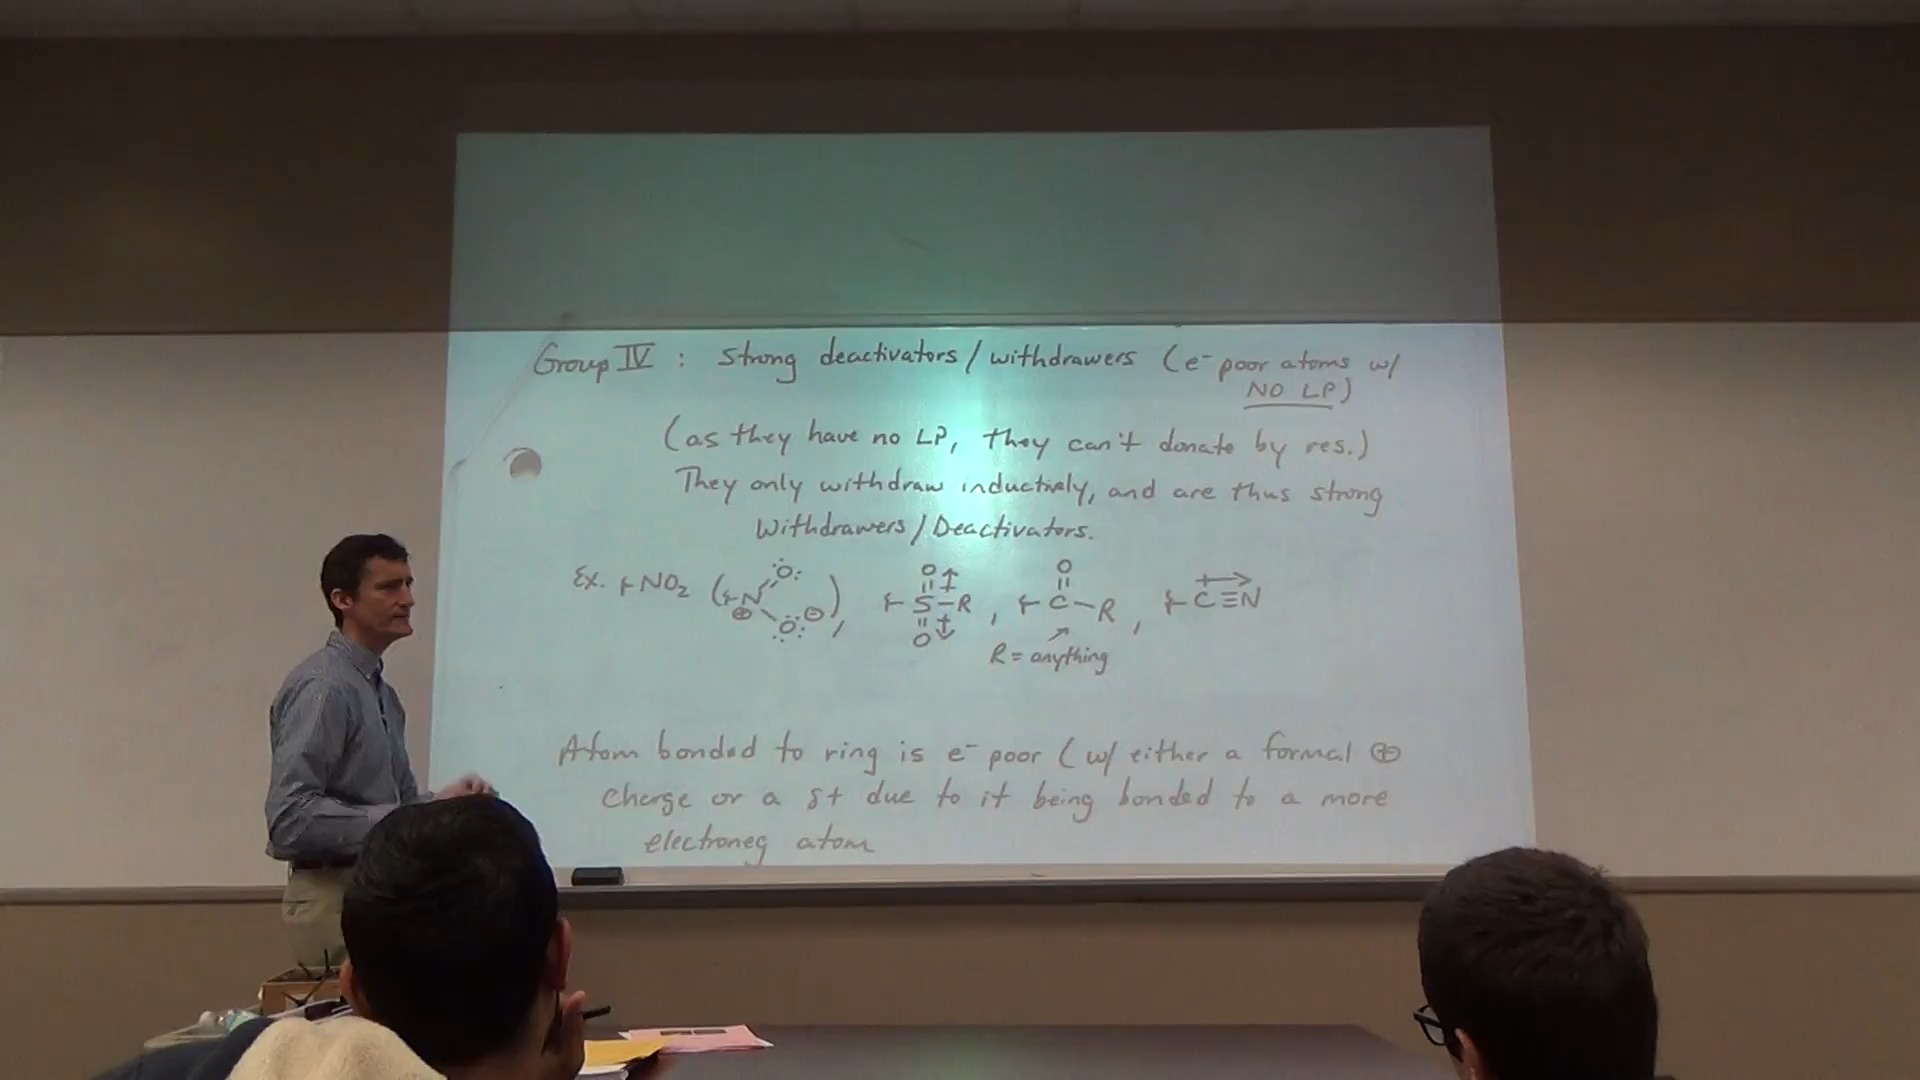 Group IV : Strong deactivators/withdrawers (e⁻ poor atoms w/
NO LP)
(as they have no LP, they can't donate by res.)
They only withdraw inductively, and are thus strong
Withdrawers/Deactivators.
Ex. NO₂ ( N ⊕ :Ö: :Ö: ⊖ ), O=S=O –R, C=O –R, C≡N
R = anything
Atom bonded to ring is e⁻ poor (w/ either a formal ⊕
charge or a δ+ due to it being bonded to a more
electroneg atom